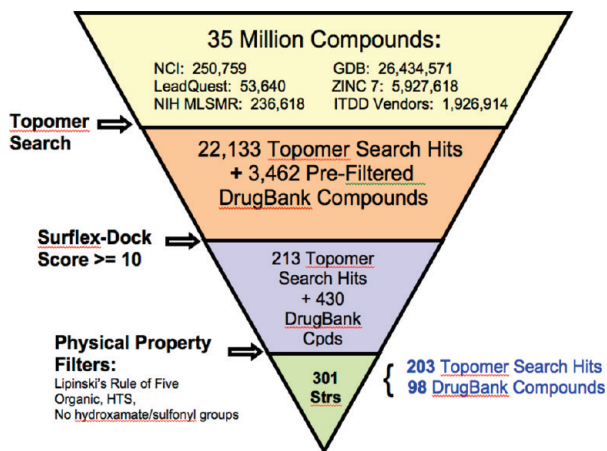 35 Million Compounds:
NCI: 250,759 GDB: 26,434,571
LeadQuest: 53,640 ZINC 7: 5,927,618
NIH MLSMR: 236,618 ITDD Vendors: 1,926,914
Topomer
Search
22,133 Topomer Search Hits
+ 3,462 Pre-Filtered
DrugBank Compounds
Surflex-Dock
Score >= 10
213 Topomer
Search Hits
+ 430
DrugBank
Cpds
Physical Property
Filters:
Lipinski's Rule of Five
Organic, HTS,
No hydroxamate/sulfonyl groups
301
Strs
{ 203 Topomer Search Hits
98 DrugBank Compounds